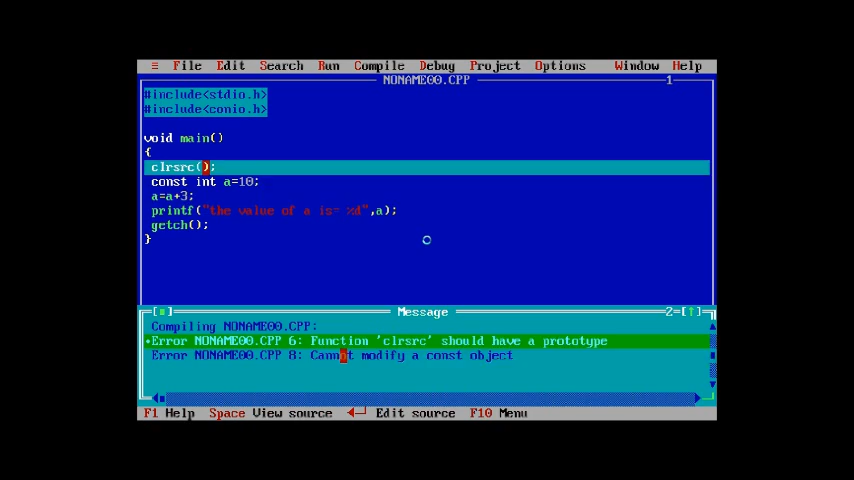 ≡ File Edit Search Run Compile Debug Project Options Window Help
NONAME00.CPP 1
#include<stdio.h>
#include<conio.h>
void main()
{
clrsrc();
const int a=10;
a=a+3;
printf("the value of a is= %d",a);
getch();
}
[■] Message 2=[↑]
Compiling NONAME00.CPP:
•Error NONAME00.CPP 6: Function 'clrsrc' should have a prototype
Error NONAME00.CPP 8: Cannot modify a const object
F1 Help Space View source ◄┘ Edit source F10 Menu